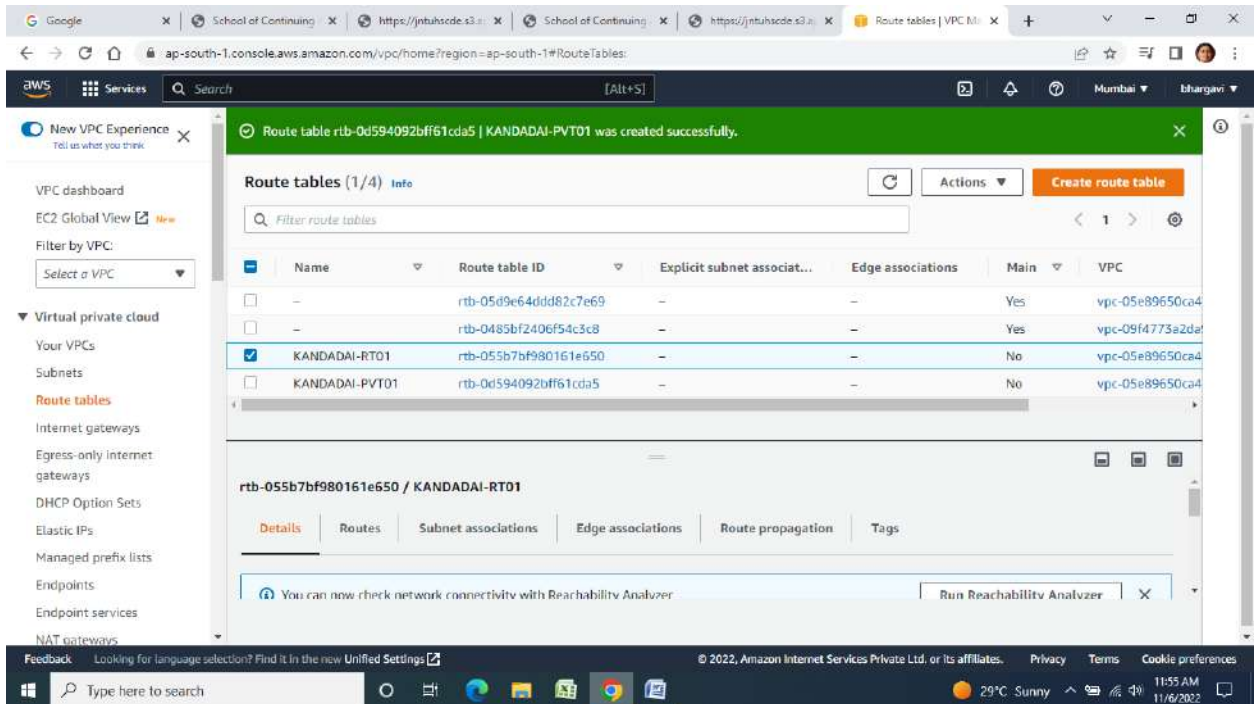 Google
School of Continuing
https://jntuhscde.s3.a
School of Continuing
https://jntuhscde.s3.a
Route tables | VPC Ma
ap-south-1.console.aws.amazon.com/vpc/home?region=ap-south-1#RouteTables:
aws Services Search [Alt+S] Mumbai bhargavi
New VPC Experience
Tell us what you think
Route table rtb-0d594092bff61cda5 | KANDADAI-PVT01 was created successfully.
VPC dashboard
EC2 Global View New
Filter by VPC:
Select a VPC
Virtual private cloud
Your VPCs
Subnets
Route tables
Internet gateways
Egress-only internet
gateways
DHCP Option Sets
Elastic IPs
Managed prefix lists
Endpoints
Endpoint services
NAT gateways
Route tables (1/4) Info
Actions
Create route table
Filter route tables
1
Name Route table ID Explicit subnet associat... Edge associations Main VPC
– rtb-05d9e64ddd82c7e69 – – Yes vpc-05e89650ca4
– rtb-0485bf2406f54c3c8 – – Yes vpc-09f4773a2da
KANDADAI-RT01 rtb-055b7bf980161e650 – – No vpc-05e89650ca4
KANDADAI-PVT01 rtb-0d594092bff61cda5 – – No vpc-05e89650ca4
rtb-055b7bf980161e650 / KANDADAI-RT01
Details Routes Subnet associations Edge associations Route propagation Tags
You can now check network connectivity with Reachability Analyzer
Run Reachability Analyzer
Feedback Looking for language selection? Find it in the new Unified Settings © 2022, Amazon Internet Services Private Ltd. or its affiliates. Privacy Terms Cookie preferences
Type here to search
29°C Sunny
11:55 AM
11/6/2022